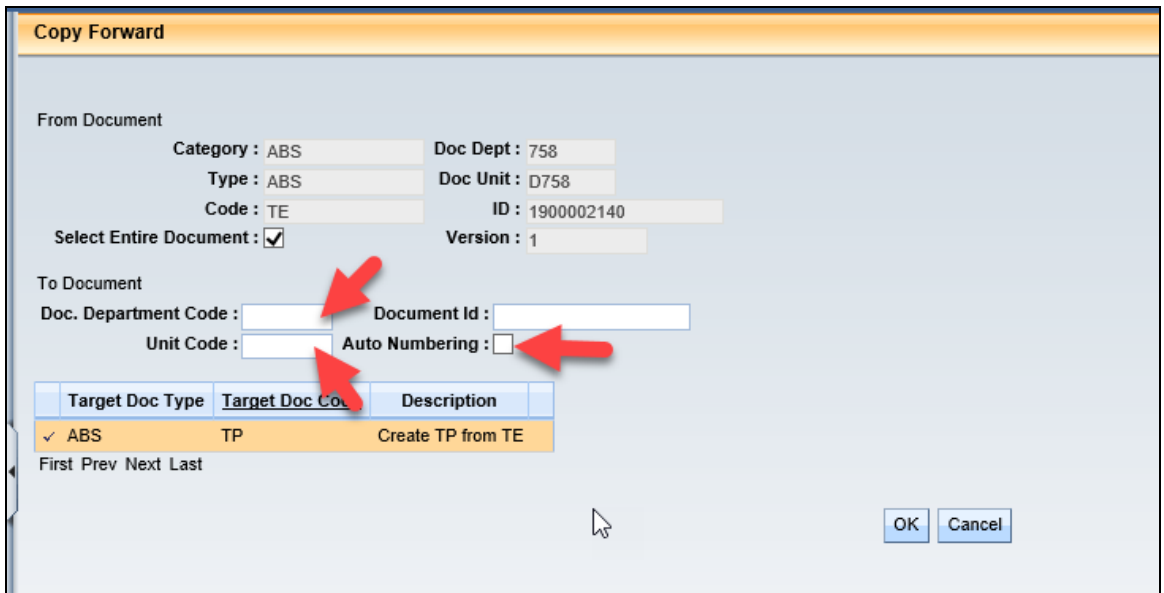 Copy Forward
From Document
Category : ABS Doc Dept : 758
Type : ABS Doc Unit : D758
Code : TE ID : 1900002140
Select Entire Document : Version : 1
To Document
Doc. Department Code : Document Id :
Unit Code : Auto Numbering :
Target Doc Type Target Doc Description
ABS TP Create TP from TE
First Prev Next Last
OK Cancel